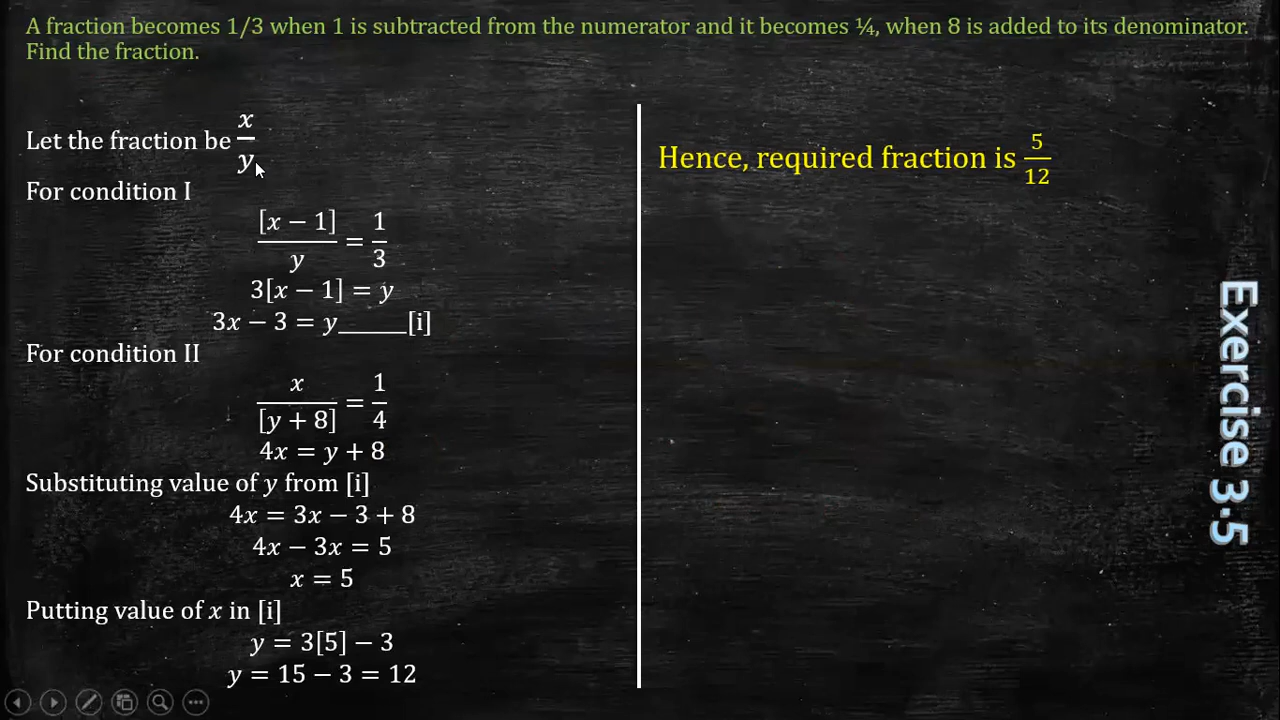 A fraction becomes 1/3 when 1 is subtracted from the numerator and it becomes ¼, when 8 is added to its denominator.
Find the fraction.
Let the fraction be x/y
For condition I
[x − 1]/y = 1/3
3[x − 1] = y
3x − 3 = y______[i]
For condition II
x/[y + 8] = 1/4
4x = y + 8
Substituting value of y from [i]
4x = 3x − 3 + 8
4x − 3x = 5
x = 5
Putting value of x in [i]
y = 3[5] − 3
y = 15 − 3 = 12
Hence, required fraction is 5/12
Exercise 3.5